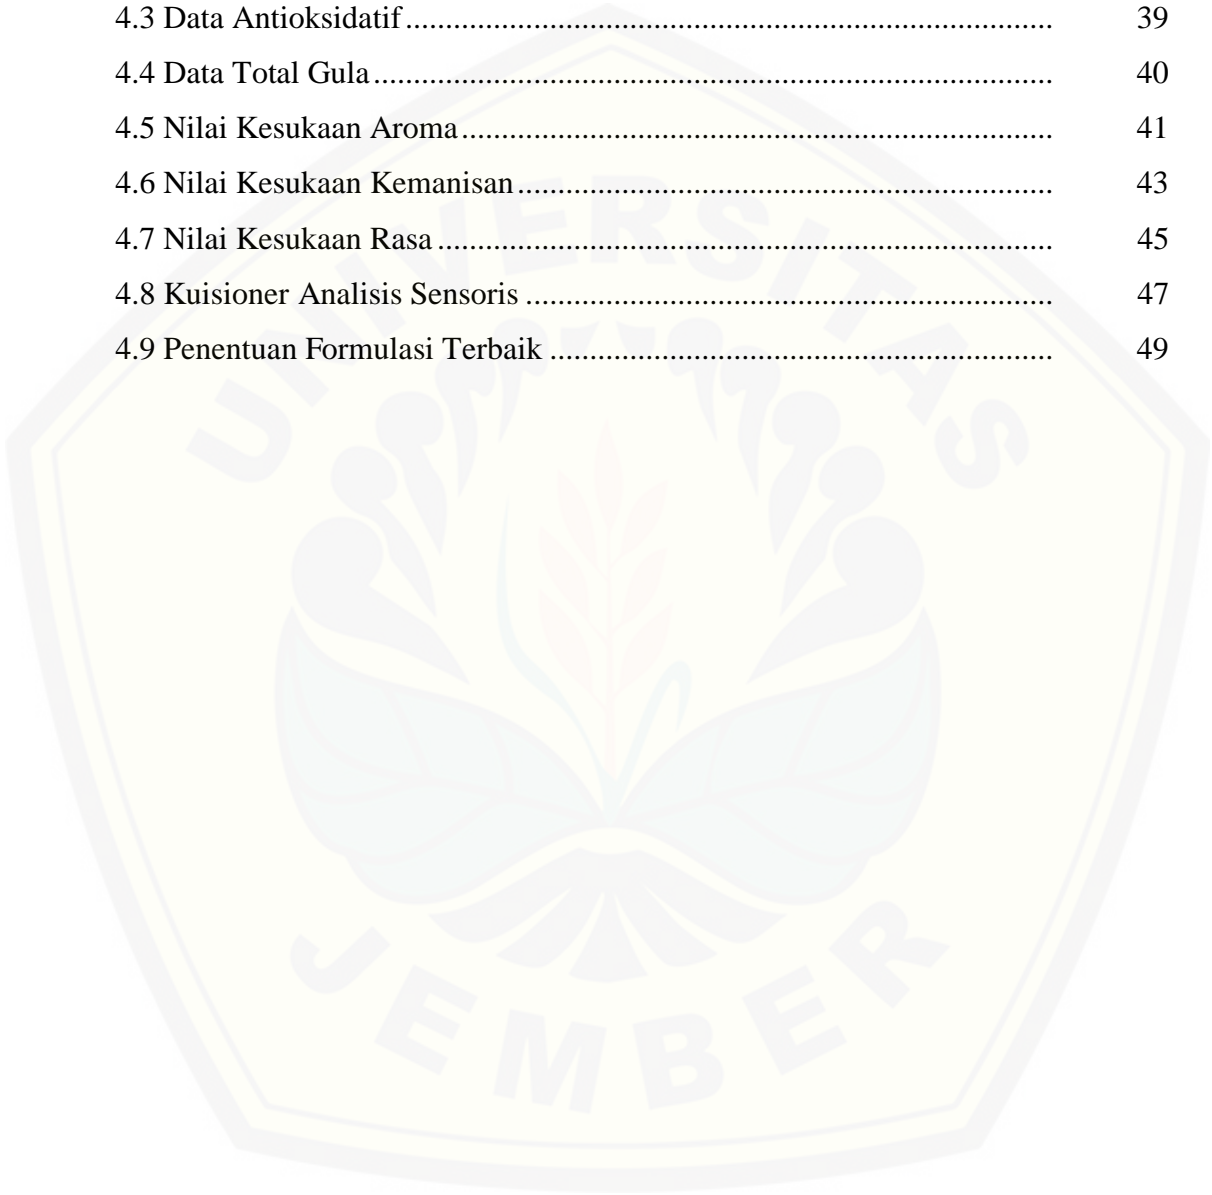 4.3 Data Antioksidatif................................................................................. 39
4.4 Data Total Gula..................................................................................... 40
4.5 Nilai Kesukaan Aroma.......................................................................... 41
4.6 Nilai Kesukaan Kemanisan................................................................... 43
4.7 Nilai Kesukaan Rasa............................................................................. 45
4.8 Kuisioner Analisis Sensoris.................................................................. 47
4.9 Penentuan Formulasi Terbaik............................................................... 49
UNIVERSITAS
JEMBER